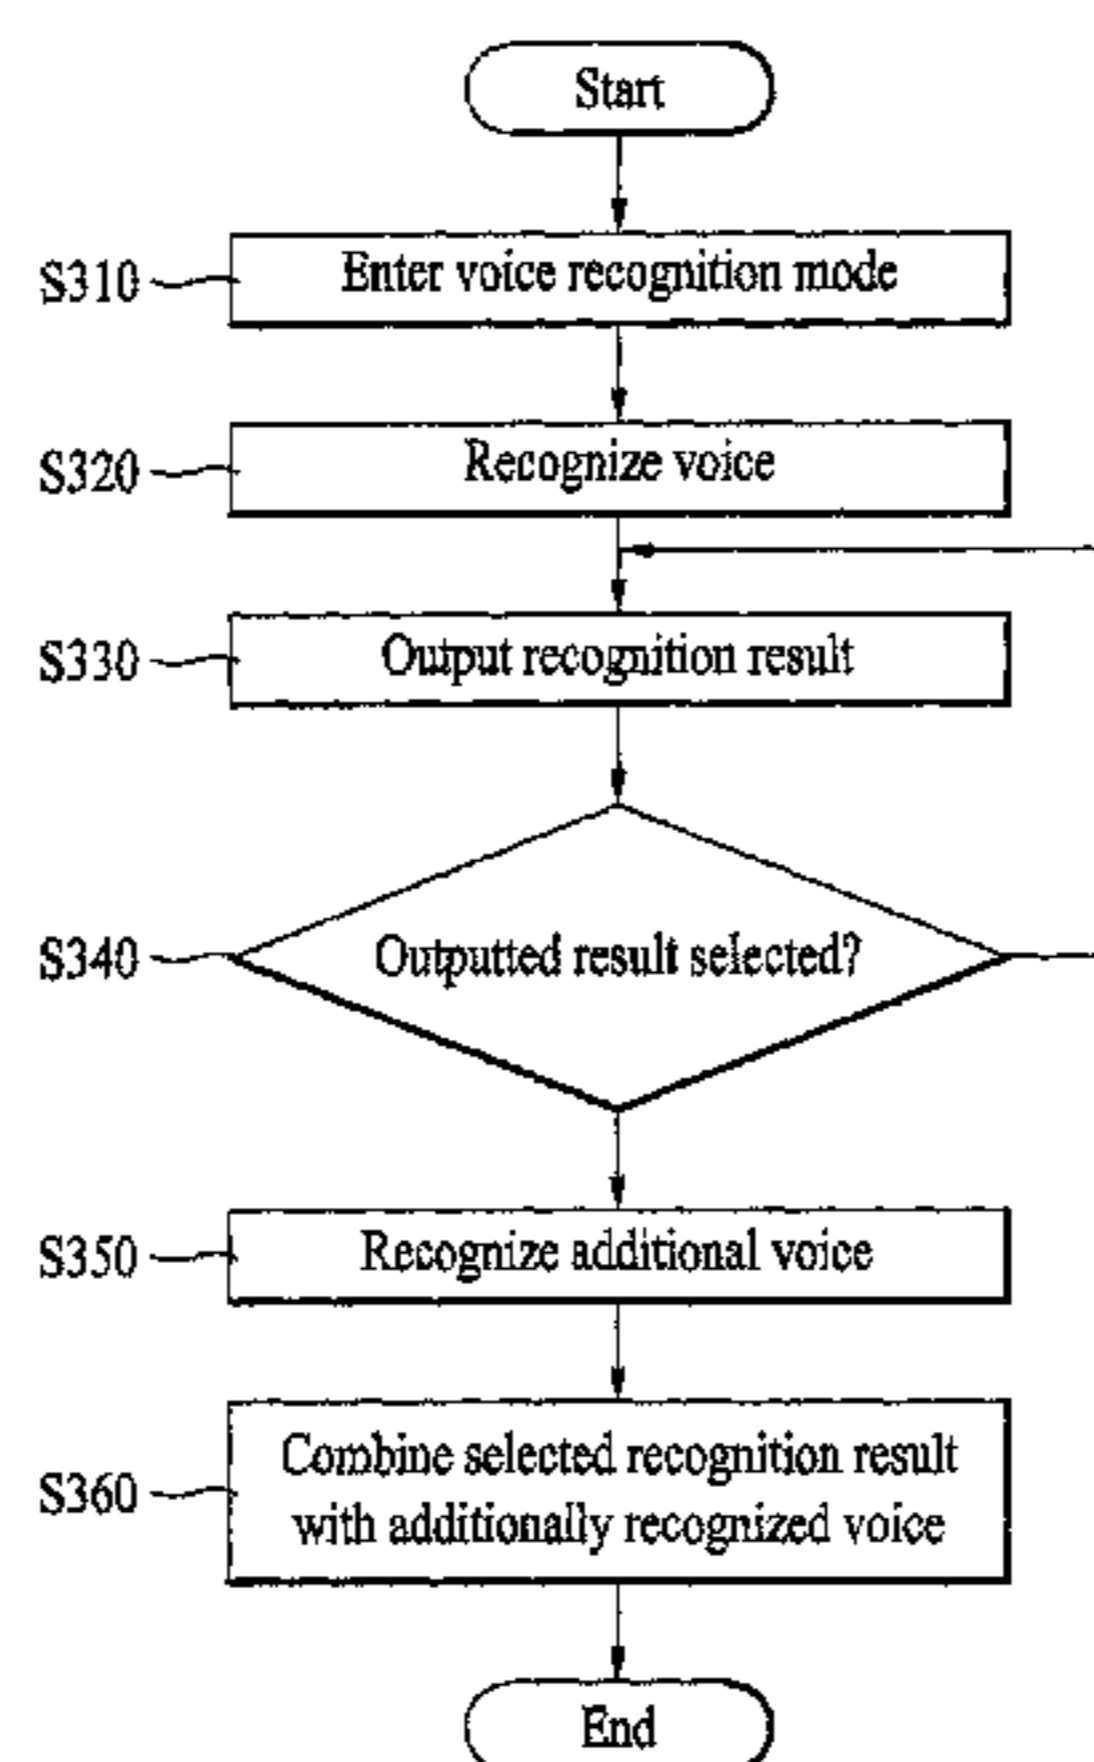 Start
S310
Enter voice recognition mode
S320
Recognize voice
S330
Output recognition result
S340
Outputted result selected?
S350
Recognize additional voice
S360
Combine selected recognition result
with additionally recognized voice
End